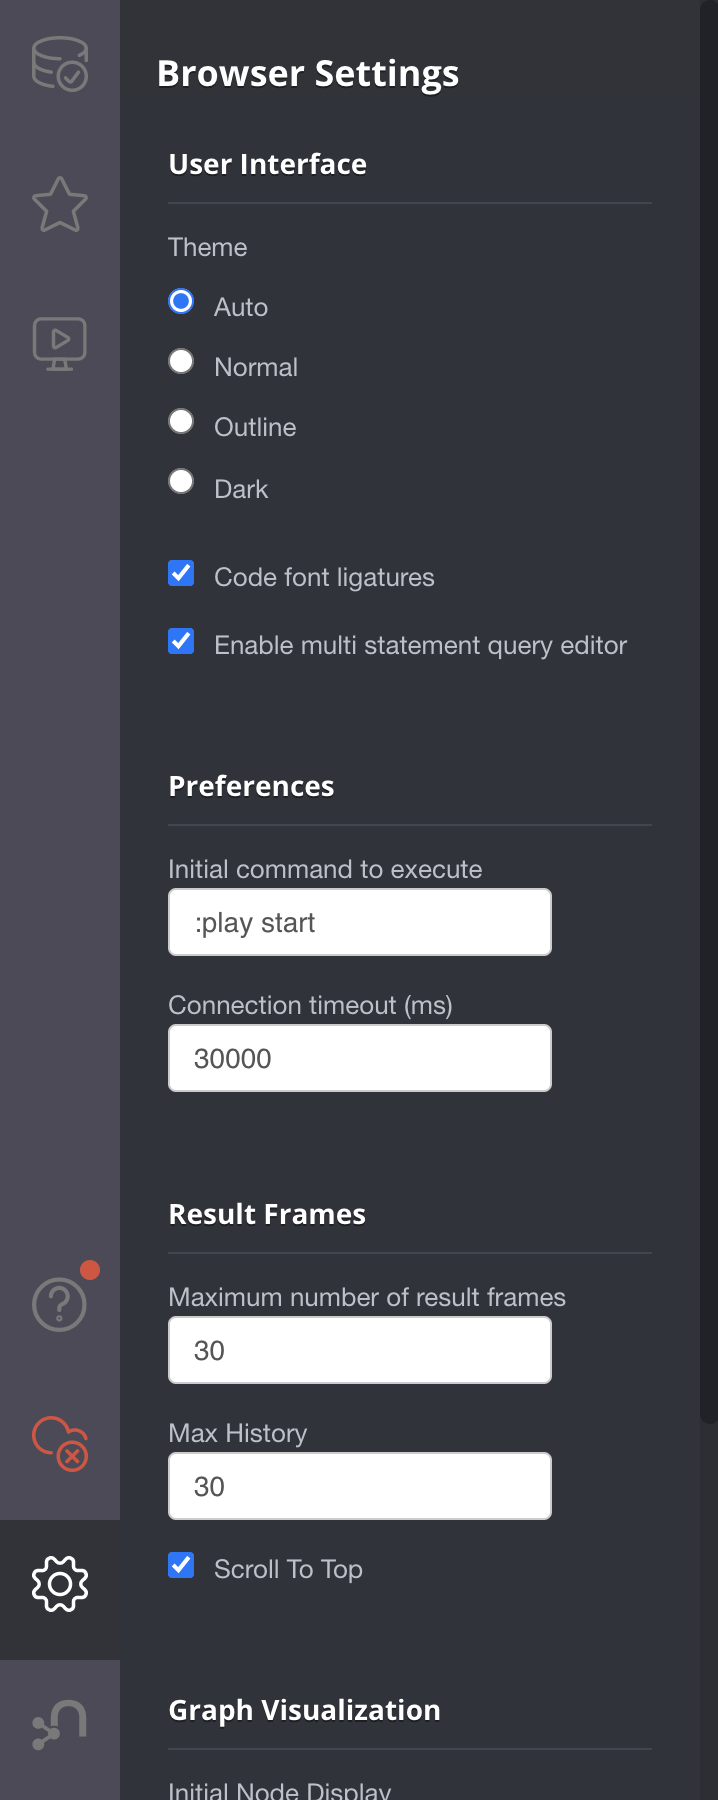 Browser Settings
User Interface
Theme
Auto
Normal
Outline
Dark
Code font ligatures
Enable multi statement query editor
Preferences
Initial command to execute
:play start
Connection timeout (ms)
30000
Result Frames
Maximum number of result frames
30
Max History
30
Scroll To Top
Graph Visualization
Initial Node Display